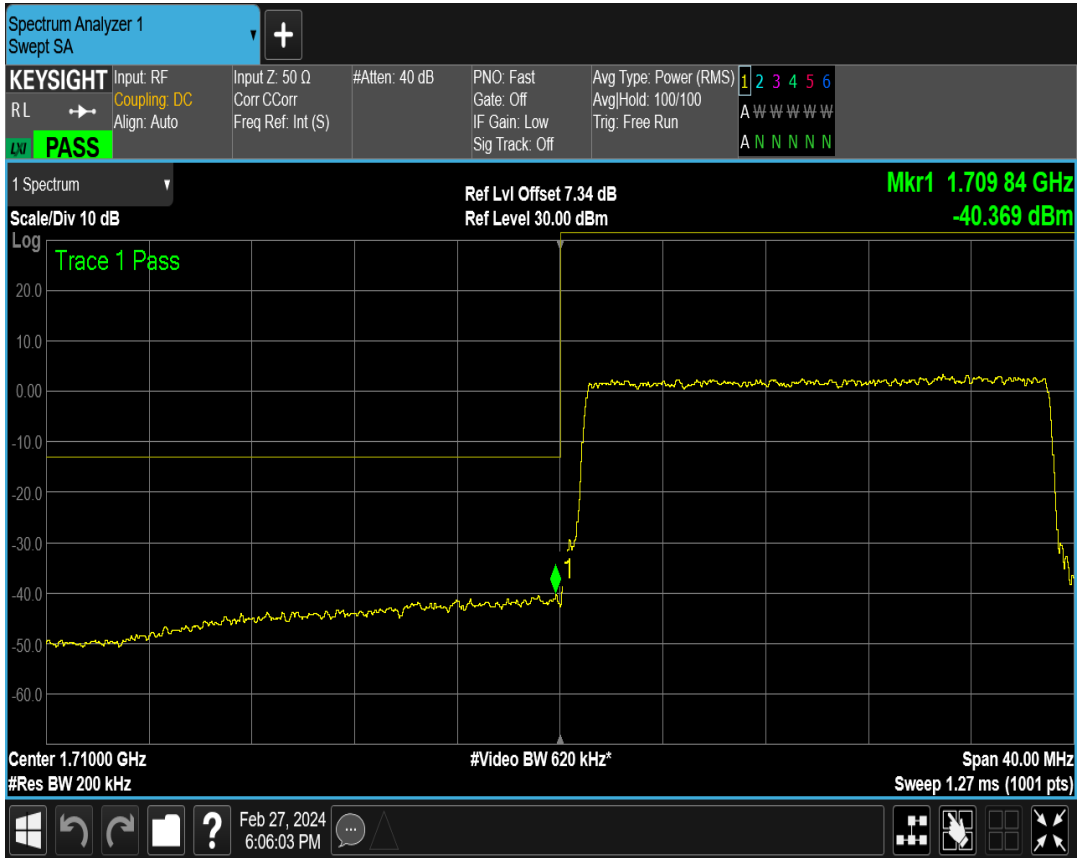 Spectrum Analyzer 1
Swept SA
KEYSIGHT
RL
LXI PASS
Input: RF
Coupling: DC
Align: Auto
Input Z: 50 Ω
Corr CCorr
Freq Ref: Int (S)
#Atten: 40 dB
PNO: Fast
Gate: Off
IF Gain: Low
Sig Track: Off
Avg Type: Power (RMS)
Avg|Hold: 100/100
Trig: Free Run
1 2 3 4 5 6
A W W W W W
A N N N N N
1 Spectrum
Scale/Div 10 dB
Ref Lvl Offset 7.34 dB
Ref Level 30.00 dBm
Mkr1 1.709 84 GHz
-40.369 dBm
Log
Trace 1 Pass
20.0
10.0
0.00
-10.0
-20.0
-30.0
1
-40.0
-50.0
-60.0
Center 1.71000 GHz
#Video BW 620 kHz*
Span 40.00 MHz
#Res BW 200 kHz
Sweep 1.27 ms (1001 pts)
?
Feb 27, 2024
6:06:03 PM